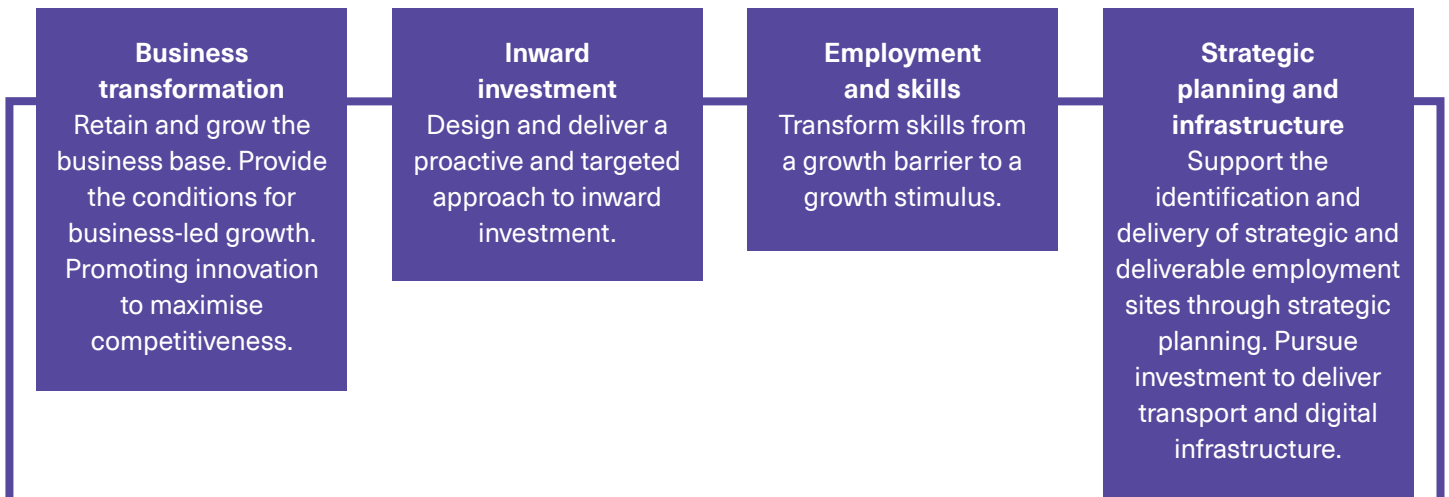 Business
transformation
Retain and grow the
business base. Provide
the conditions for
business-led growth.
Promoting innovation
to maximise
competitiveness.
Inward
investment
Design and deliver a
proactive and targeted
approach to inward
investment.
Employment
and skills
Transform skills from
a growth barrier to a
growth stimulus.
Strategic
planning and
infrastructure
Support the
identification and
delivery of strategic and
deliverable employment
sites through strategic
planning. Pursue
investment to deliver
transport and digital
infrastructure.